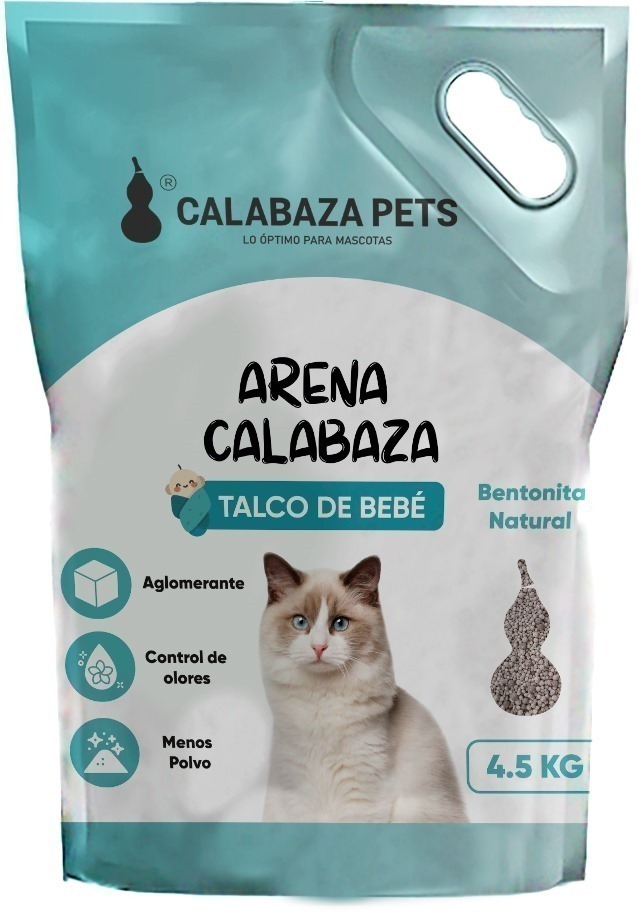 ®
CALABAZA PETS
LO ÓPTIMO PARA MASCOTAS
ARENA
CALABAZA
TALCO DE BEBÉ
Bentonita
Natural
Aglomerante
Control de
olores
Menos
Polvo
4.5 KG